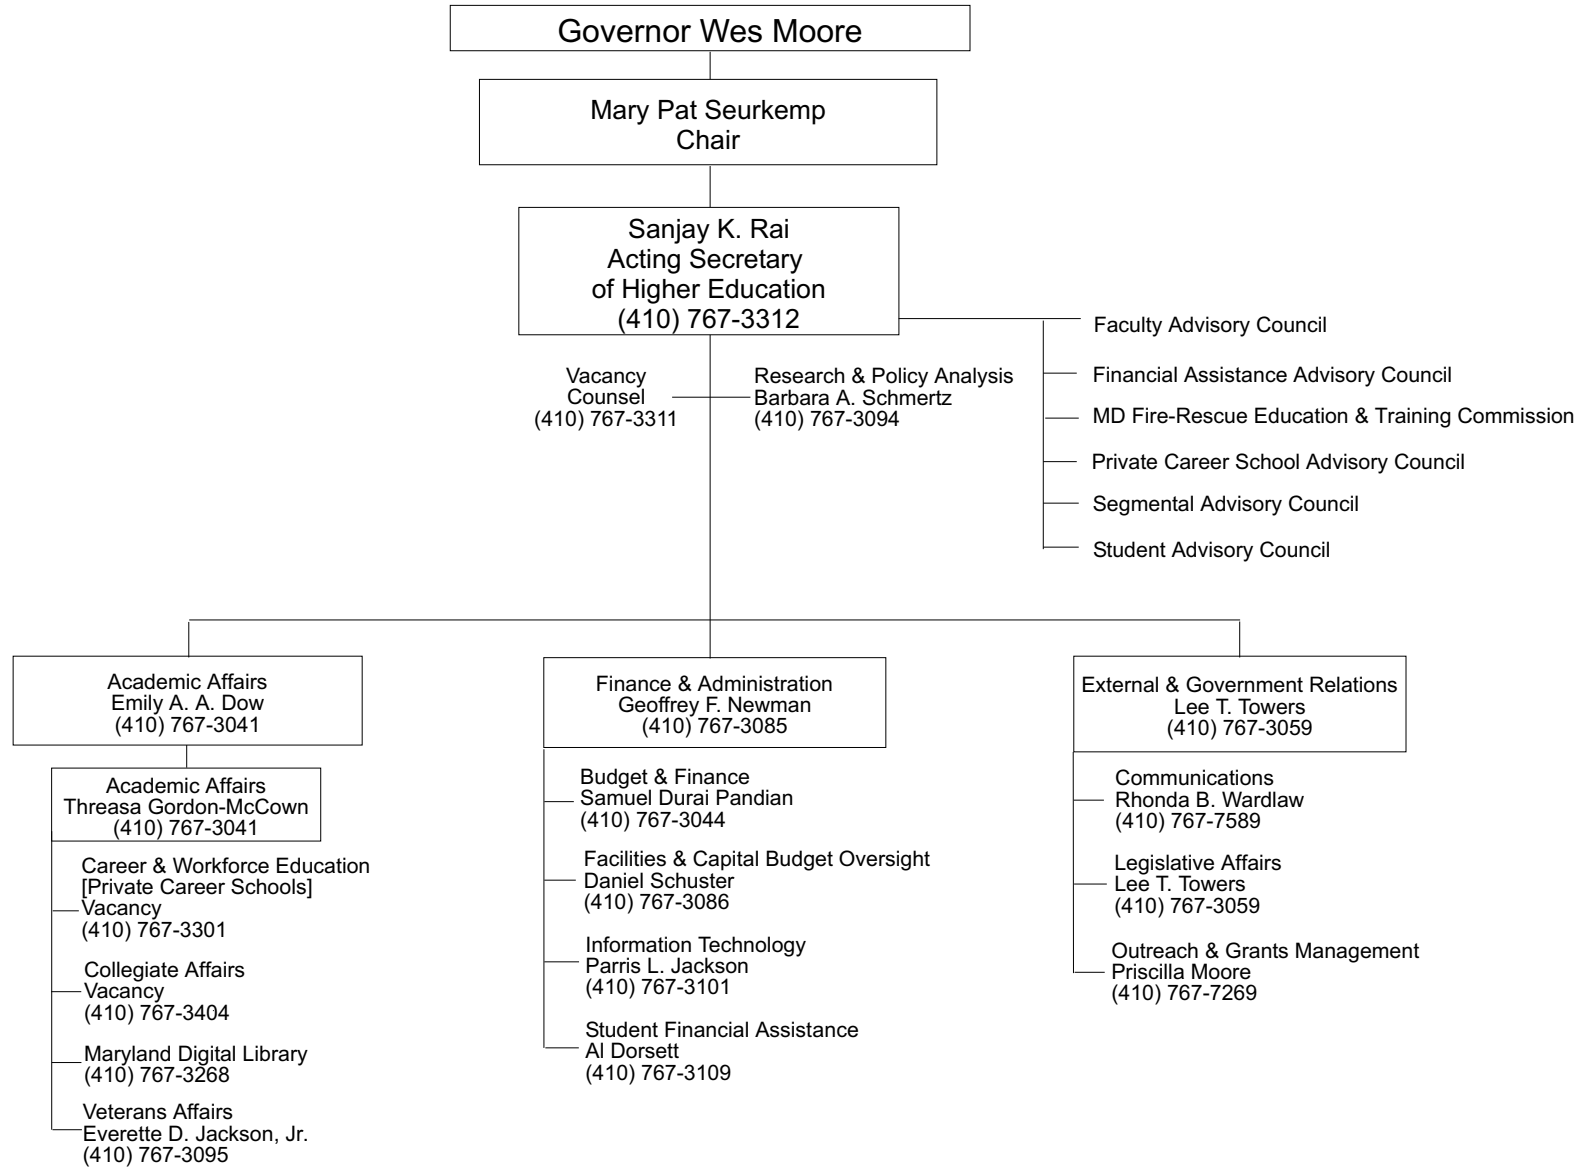 Governor Wes Moore
Mary Pat Seurkemp
Chair
Sanjay K. Rai
Acting Secretary
of Higher Education
(410) 767-3312
Vacancy
Counsel
(410) 767-3311
Research & Policy Analysis
Barbara A. Schmertz
(410) 767-3094
Faculty Advisory Council
Financial Assistance Advisory Council
MD Fire-Rescue Education & Training Commission
Private Career School Advisory Council
Segmental Advisory Council
Student Advisory Council
Academic Affairs
Emily A. A. Dow
(410) 767-3041
Academic Affairs
Threasa Gordon-McCown
(410) 767-3041
Career & Workforce Education
[Private Career Schools]
Vacancy
(410) 767-3301
Collegiate Affairs
Vacancy
(410) 767-3404
Maryland Digital Library
(410) 767-3268
Veterans Affairs
Everette D. Jackson, Jr.
(410) 767-3095
Finance & Administration
Geoffrey F. Newman
(410) 767-3085
Budget & Finance
Samuel Durai Pandian
(410) 767-3044
Facilities & Capital Budget Oversight
Daniel Schuster
(410) 767-3086
Information Technology
Parris L. Jackson
(410) 767-3101
Student Financial Assistance
Al Dorsett
(410) 767-3109
External & Government Relations
Lee T. Towers
(410) 767-3059
Communications
Rhonda B. Wardlaw
(410) 767-7589
Legislative Affairs
Lee T. Towers
(410) 767-3059
Outreach & Grants Management
Priscilla Moore
(410) 767-7269